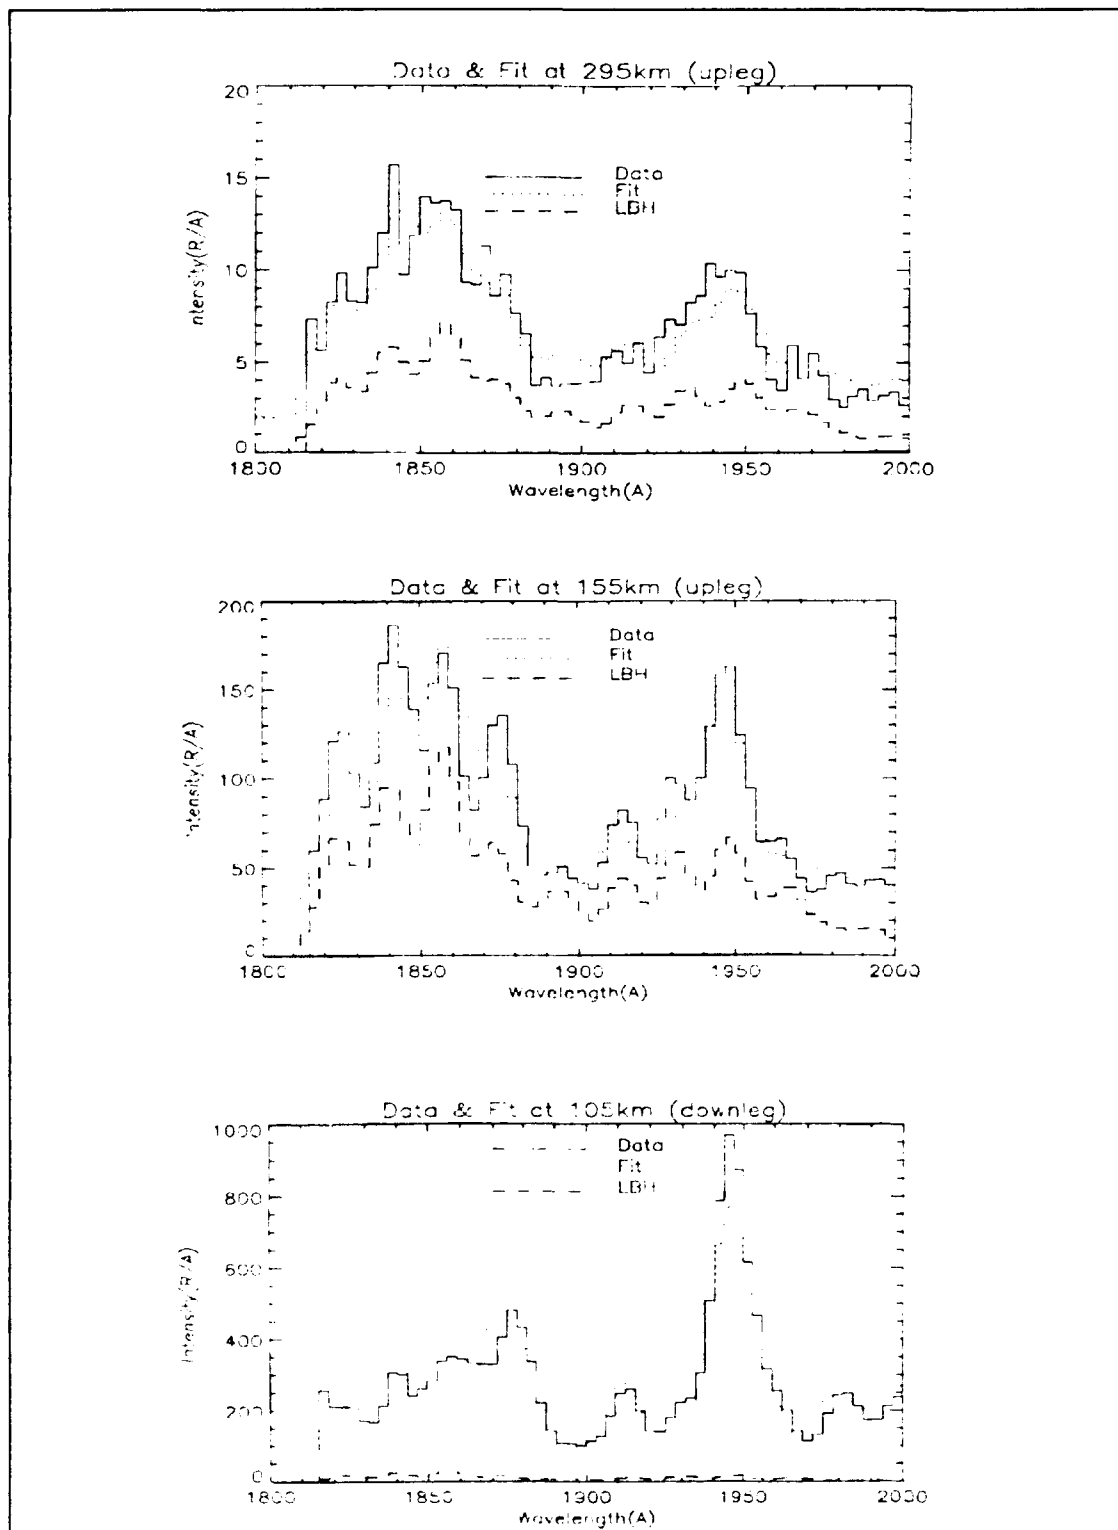 Data & Fit at 295km (upleg)
20
15
10
5
0
Intensity(R/A)
Data
Fit
LBH
1800
1850
1900
1950
2000
Wavelength(A)
Data & Fit at 155km (upleg)
200
150
100
50
0
Intensity(R/A)
Data
Fit
LBH
1800
1850
1900
1950
2000
Wavelength(A)
Data & Fit at 105km (downleg)
1000
800
600
400
200
0
Intensity(R/A)
Data
Fit
LBH
1800
1850
1900
1950
2000
Wavelength(A)